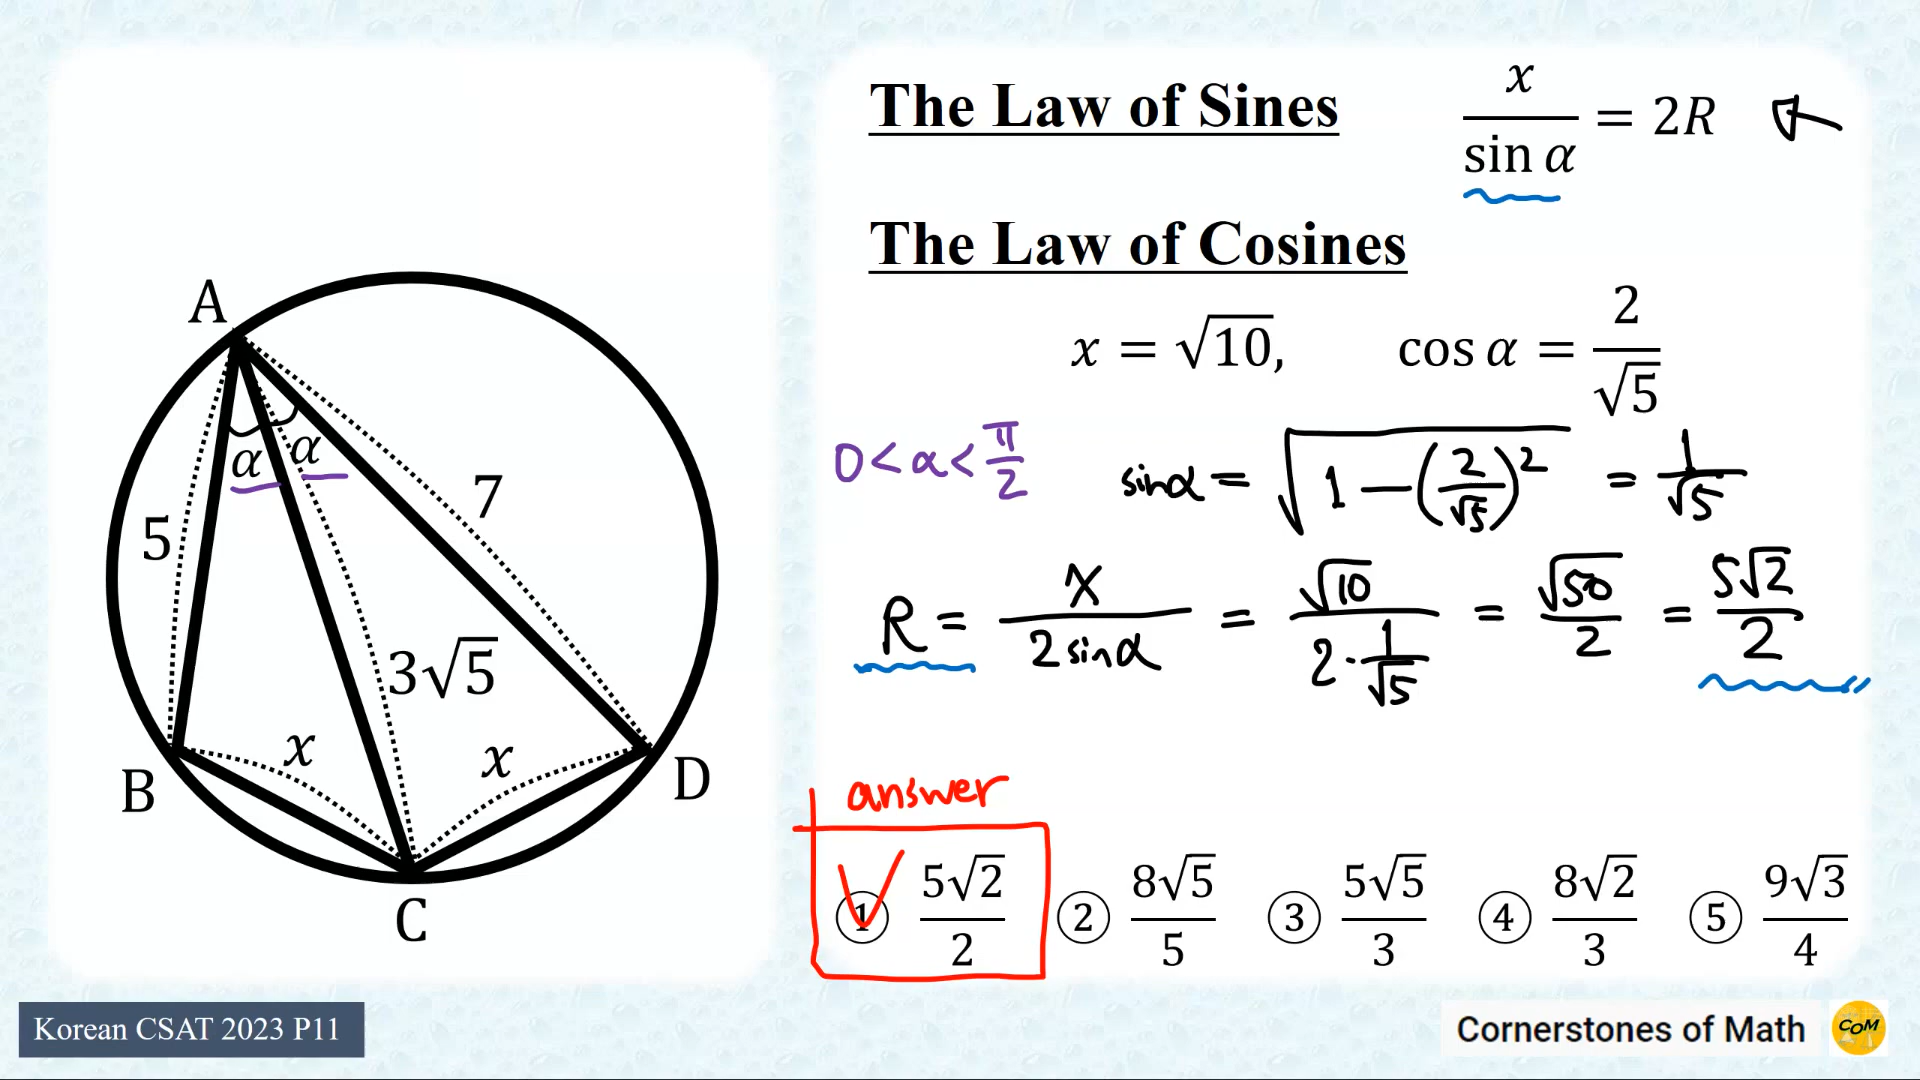 The Law of Sines
x / sin α = 2R
The Law of Cosines
x = √10, cos α = 2/√5
0 < α < π/2
sinα = √(1 − (2/√5)²) = 1/√5
R = x / 2sinα = √10 / (2·1/√5) = √50/2 = 5√2/2
A
α α
7
5
3√5
x x
B
D
C
answer
① 5√2/2 ② 8√5/5 ③ 5√5/3 ④ 8√2/3 ⑤ 9√3/4
Korean CSAT 2023 P11
Cornerstones of Math
COM